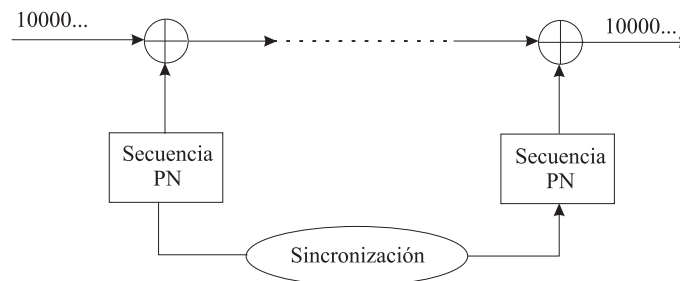 10000...
10000...
Secuencia
PN
Secuencia
PN
Sincronización